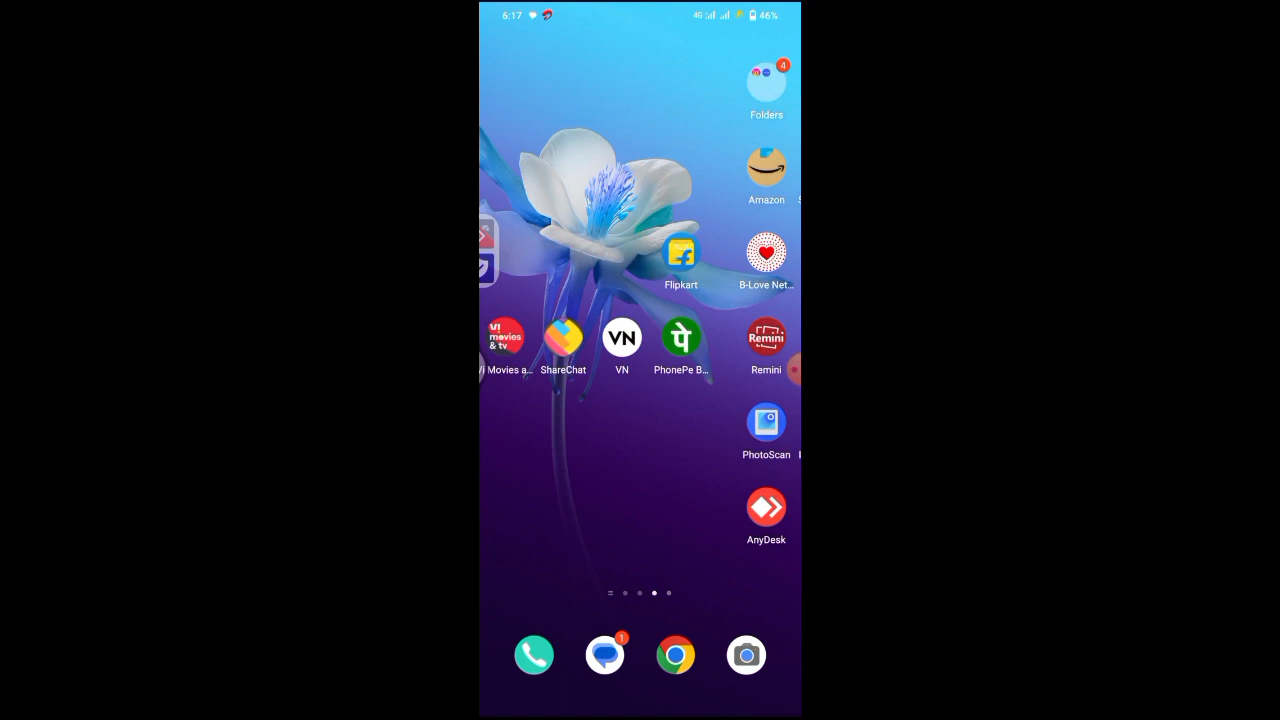 6:17
4G
46%
4
Folders
Amazon
Flipkart
B-Love Net...
Vi
movies
& tv
VN
पे
Remini
Vi Movies a...
ShareChat
VN
PhonePe B...
Remini
PhotoScan
AnyDesk
1